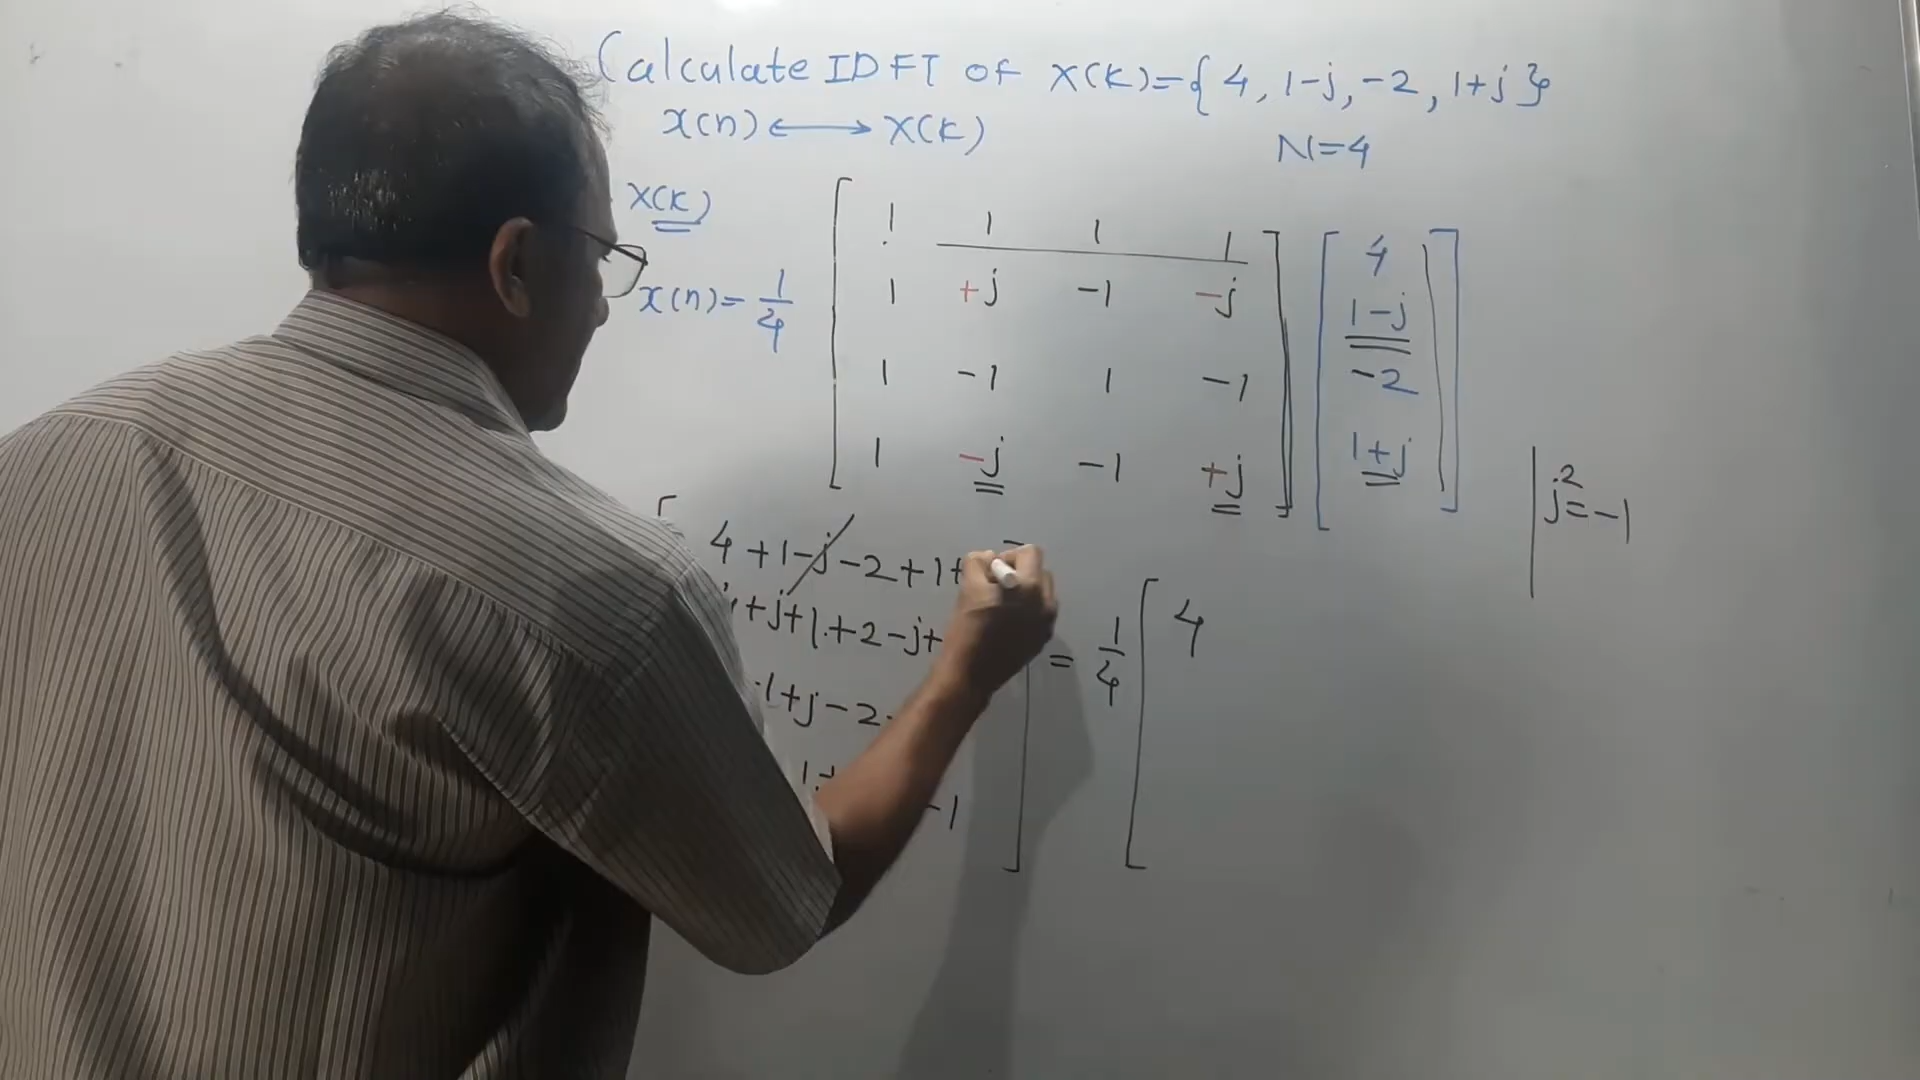 Calculate IDFT of X(K)={4, 1-j, -2, 1+j}
x(n) ⟷ X(K)
N=4
X(K)
x(n)= 1/4
1 1 1 1
1 +j -1 -j
1 -1 1 -1
1 -j -1 +j
4
1-j
-2
1+j
j²=-1
4+1-j-2+1+
+j+1+2-j+
1+j-2
-1
= 1/4
4